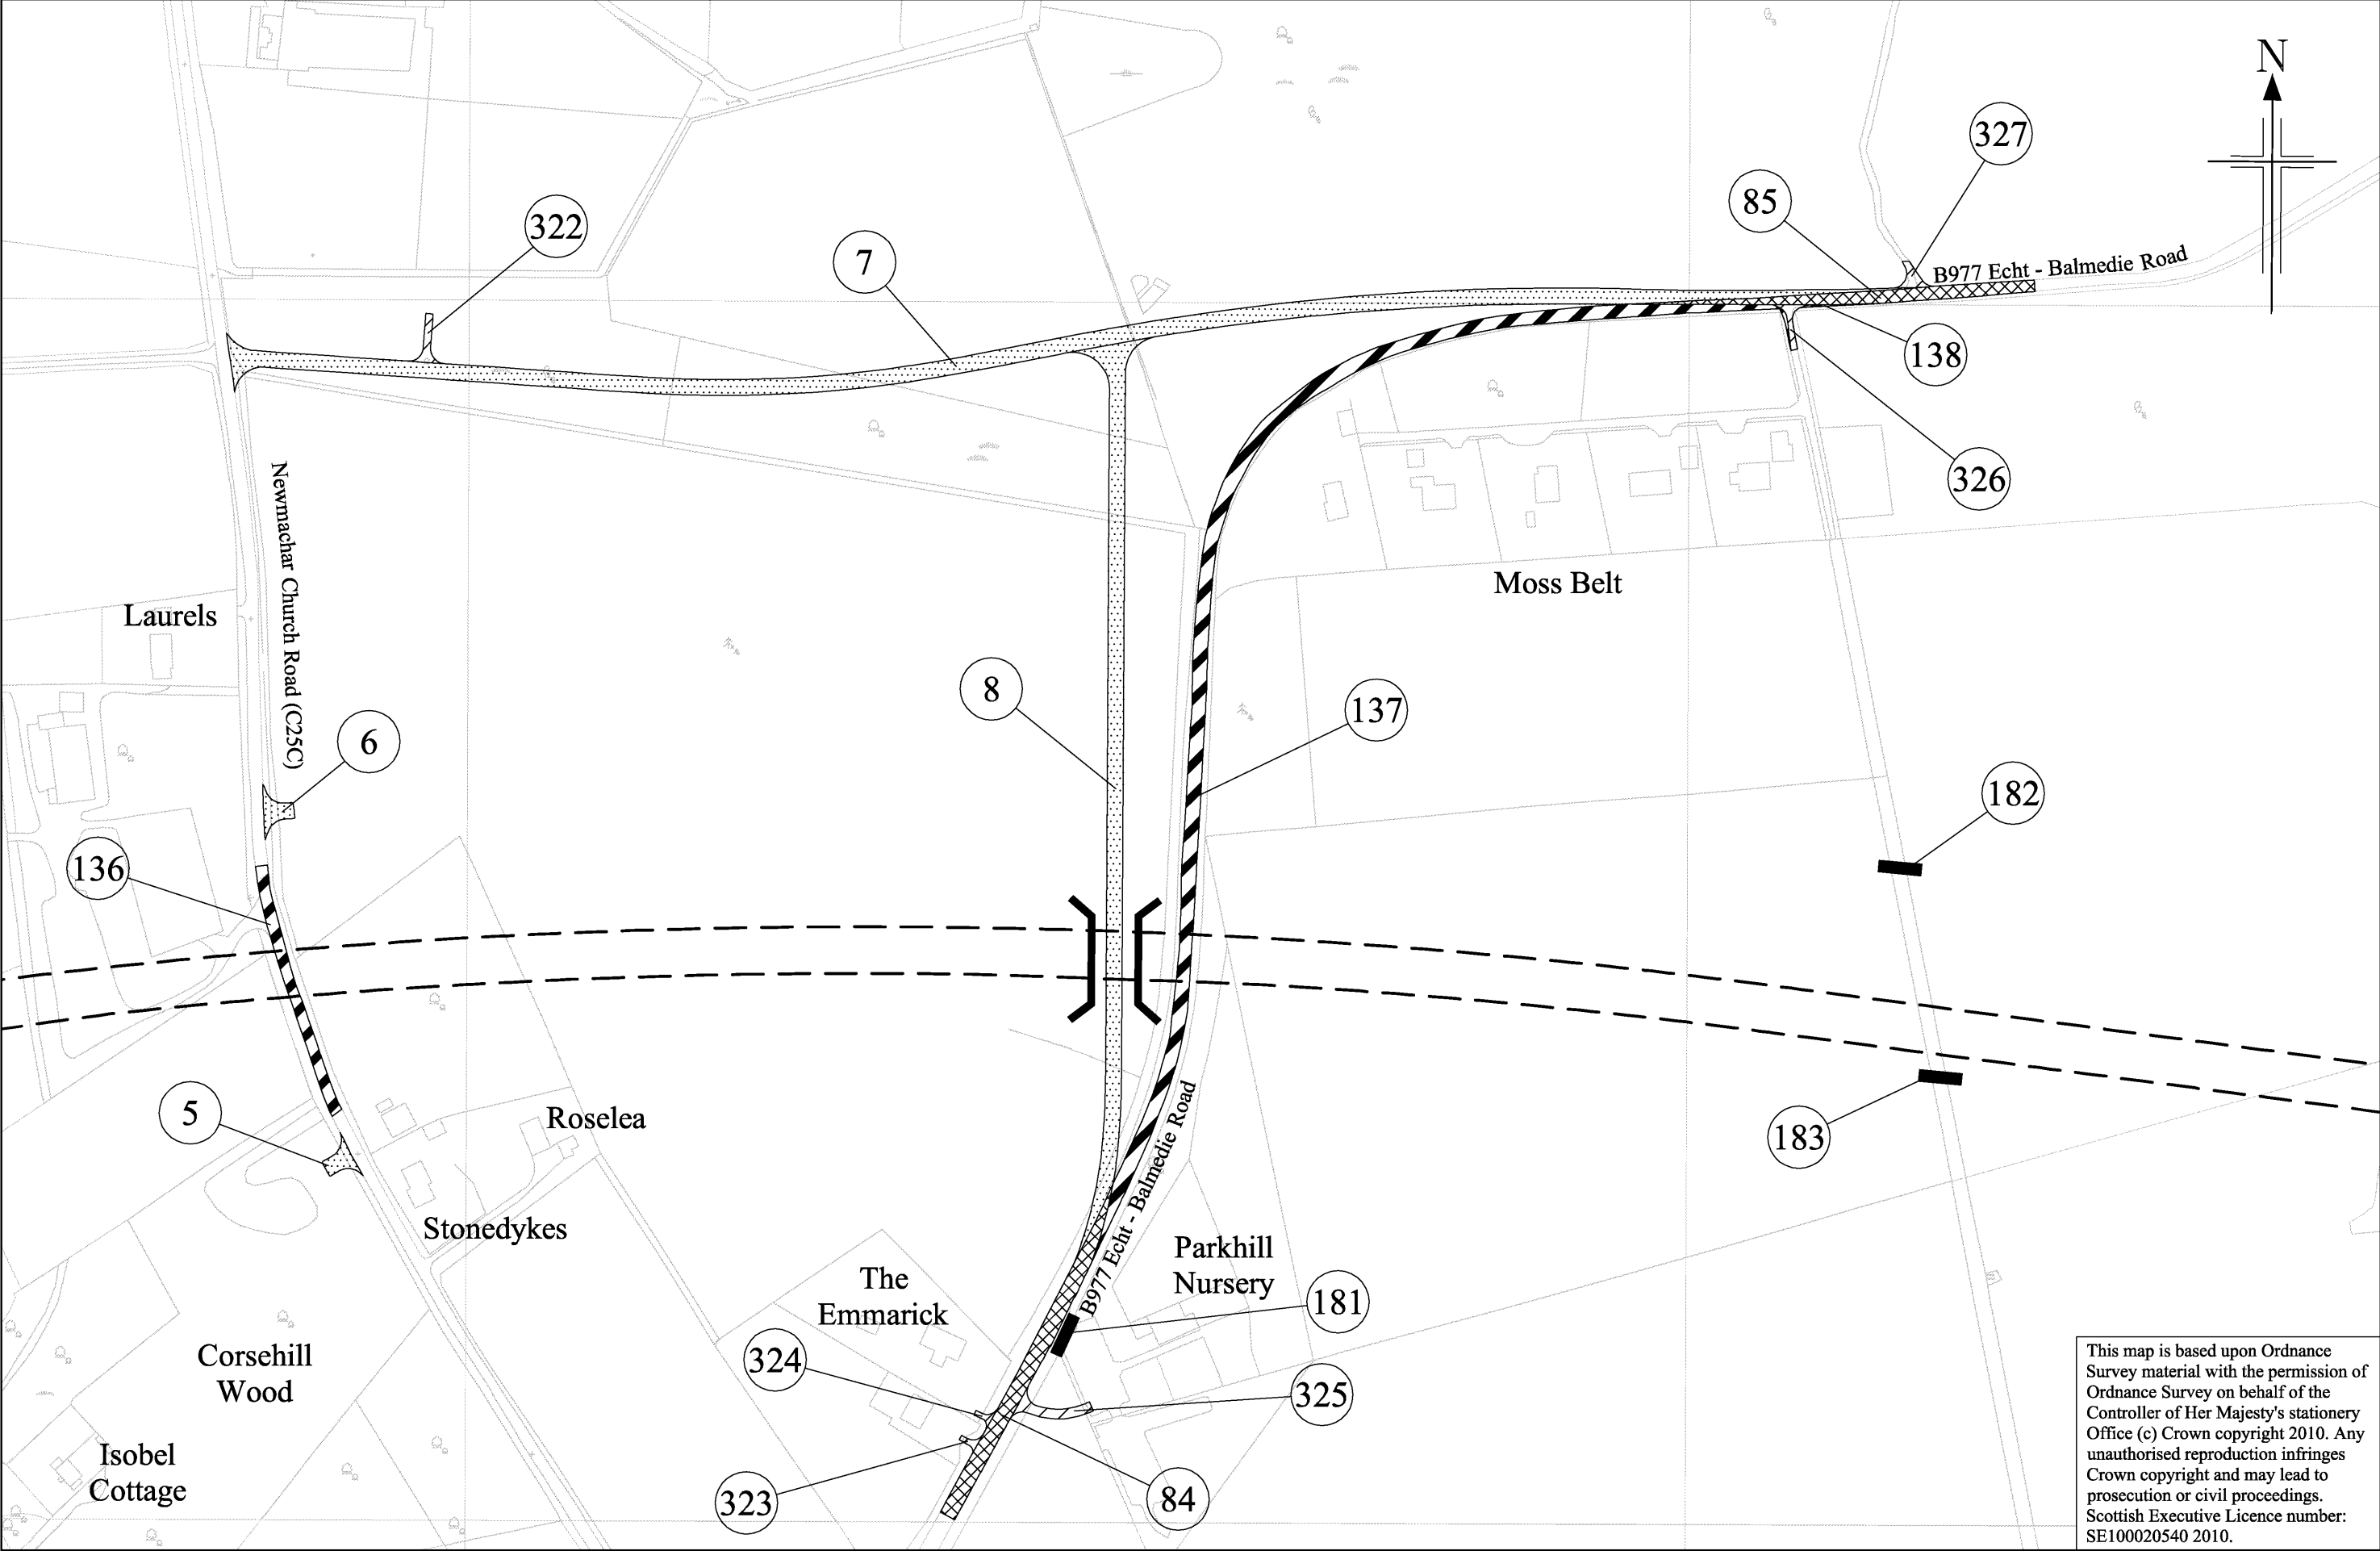 N
327
85
322
7
B977 Echt - Balmedie Road
138
326
Newmachar Church Road (C25C)
Moss Belt
Laurels
8
137
6
182
136
5
Roselea
183
B977 Echt - Balmedie Road
Stonedykes
Parkhill
Nursery
The
Emmarick
181
324
325
Corsehill
Wood
Isobel
Cottage
323
84
This map is based upon Ordnance
Survey material with the permission of
Ordnance Survey on behalf of the
Controller of Her Majesty's stationery
Office (c) Crown copyright 2010. Any
unauthorised reproduction infringes
Crown copyright and may lead to
prosecution or civil proceedings.
Scottish Executive Licence number:
SE100020540 2010.